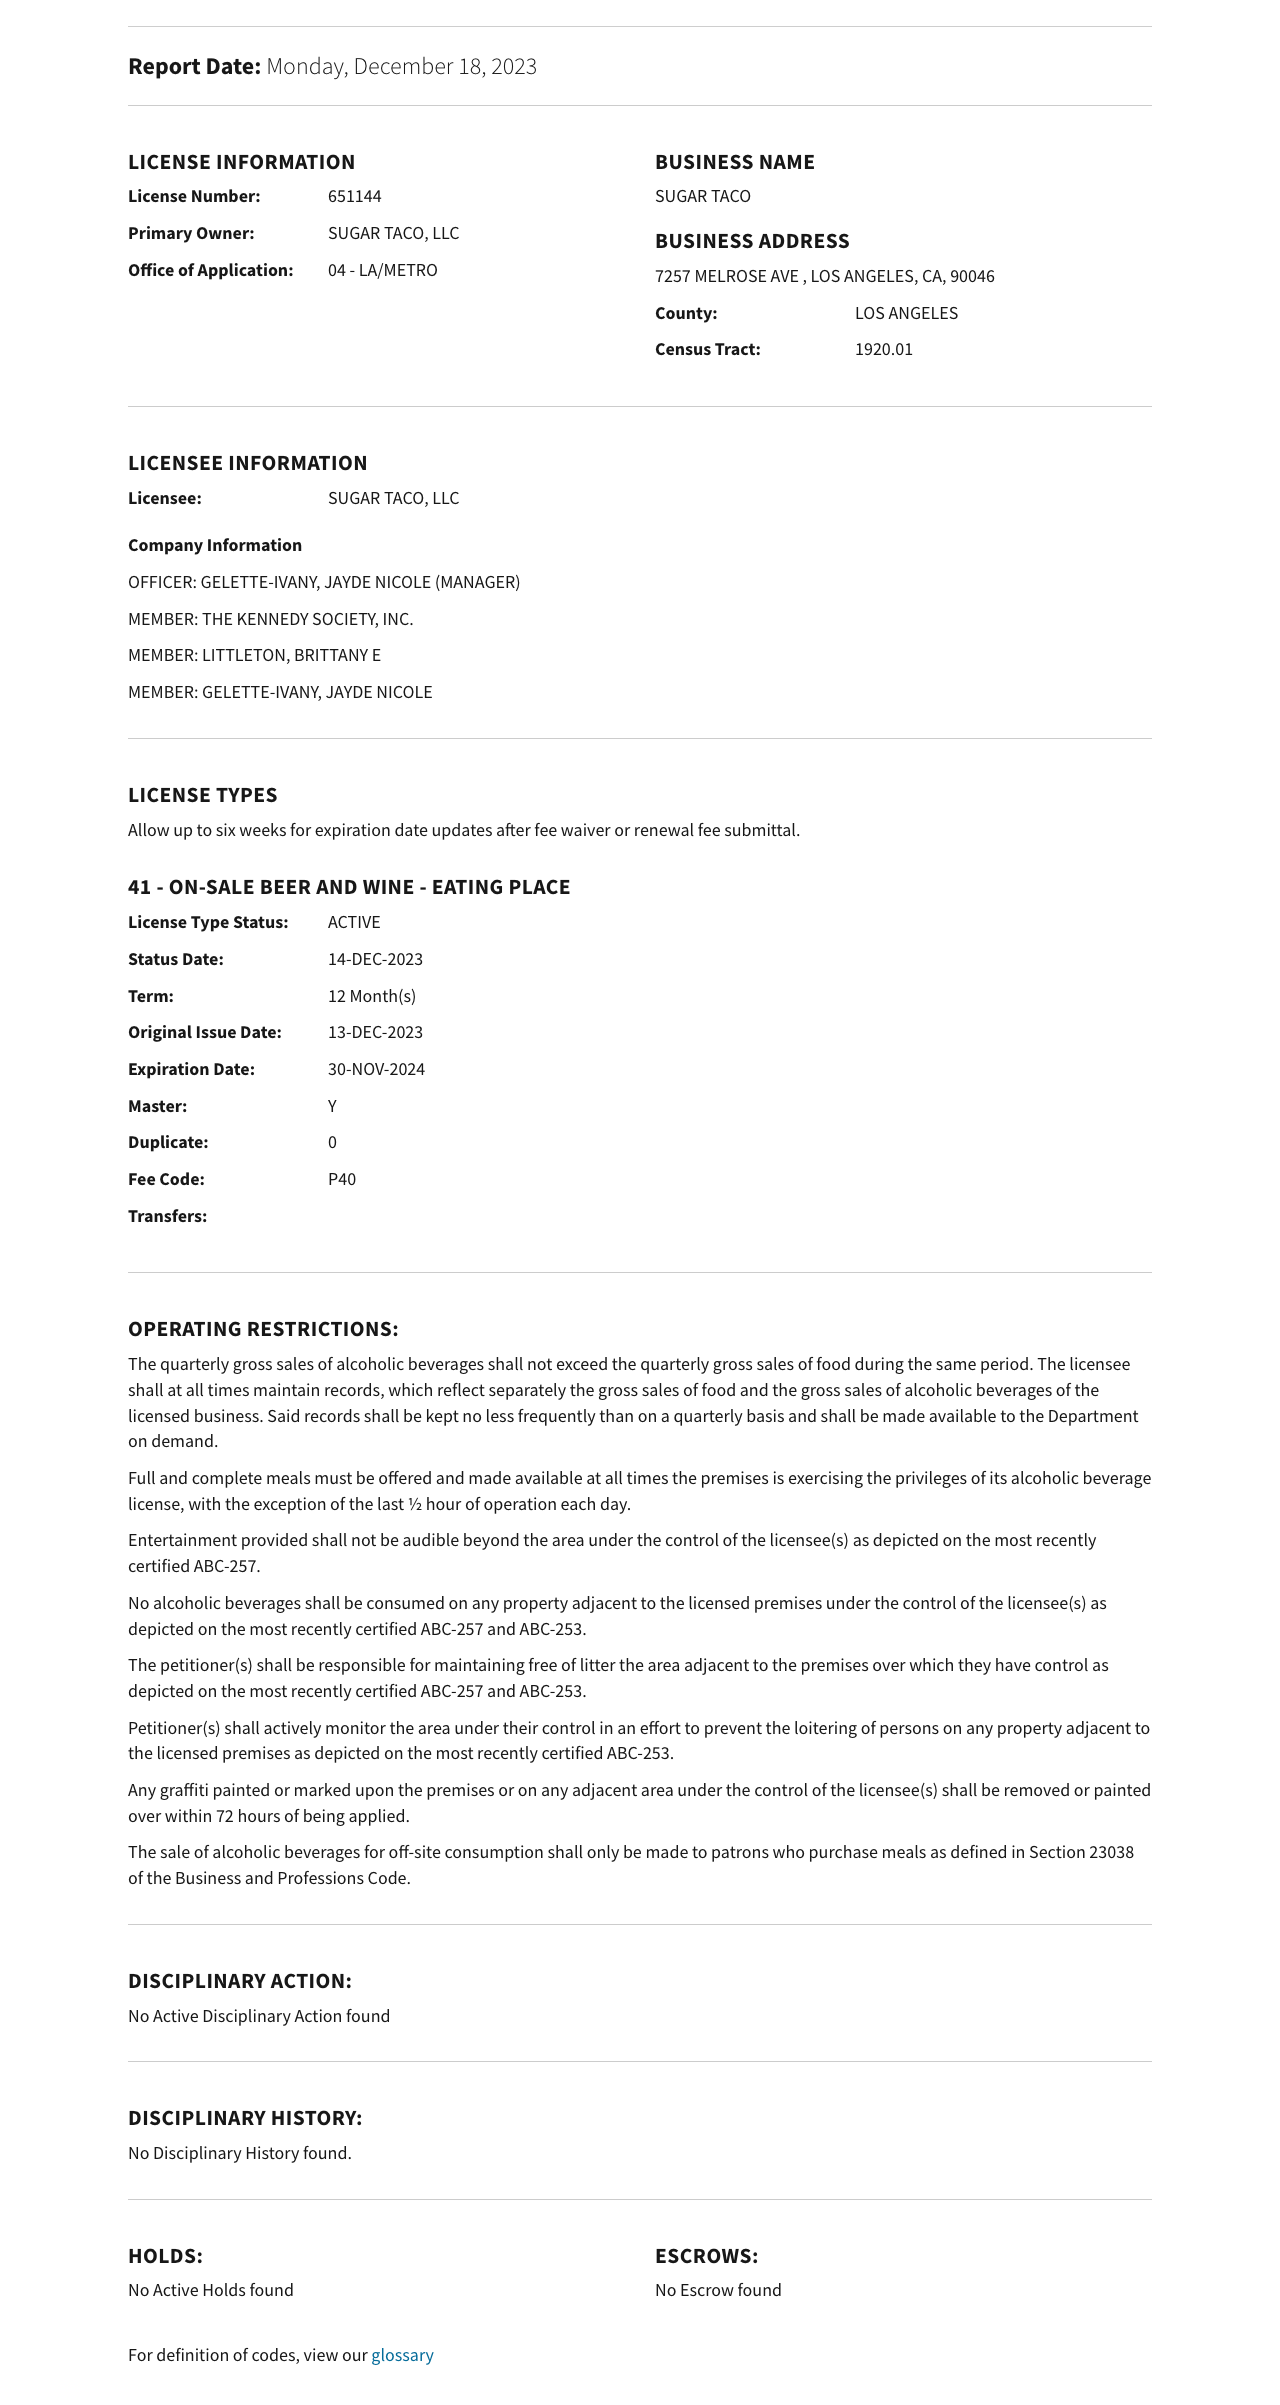 Report Date: Monday, December 18, 2023
LICENSE INFORMATION
License Number: 651144
Primary Owner: SUGAR TACO, LLC
Office of Application: 04 - LA/METRO
BUSINESS NAME
SUGAR TACO
BUSINESS ADDRESS
7257 MELROSE AVE , LOS ANGELES, CA, 90046
County: LOS ANGELES
Census Tract: 1920.01
LICENSEE INFORMATION
Licensee: SUGAR TACO, LLC
Company Information
OFFICER: GELETTE-IVANY, JAYDE NICOLE (MANAGER)
MEMBER: THE KENNEDY SOCIETY, INC.
MEMBER: LITTLETON, BRITTANY E
MEMBER: GELETTE-IVANY, JAYDE NICOLE
LICENSE TYPES
Allow up to six weeks for expiration date updates after fee waiver or renewal fee submittal.
41 - ON-SALE BEER AND WINE - EATING PLACE
License Type Status: ACTIVE
Status Date: 14-DEC-2023
Term: 12 Month(s)
Original Issue Date: 13-DEC-2023
Expiration Date: 30-NOV-2024
Master: Y
Duplicate: 0
Fee Code: P40
Transfers:
OPERATING RESTRICTIONS:
The quarterly gross sales of alcoholic beverages shall not exceed the quarterly gross sales of food during the same period. The licensee
shall at all times maintain records, which reflect separately the gross sales of food and the gross sales of alcoholic beverages of the
licensed business. Said records shall be kept no less frequently than on a quarterly basis and shall be made available to the Department
on demand.
Full and complete meals must be offered and made available at all times the premises is exercising the privileges of its alcoholic beverage
license, with the exception of the last ½ hour of operation each day.
Entertainment provided shall not be audible beyond the area under the control of the licensee(s) as depicted on the most recently
certified ABC-257.
No alcoholic beverages shall be consumed on any property adjacent to the licensed premises under the control of the licensee(s) as
depicted on the most recently certified ABC-257 and ABC-253.
The petitioner(s) shall be responsible for maintaining free of litter the area adjacent to the premises over which they have control as
depicted on the most recently certified ABC-257 and ABC-253.
Petitioner(s) shall actively monitor the area under their control in an effort to prevent the loitering of persons on any property adjacent to
the licensed premises as depicted on the most recently certified ABC-253.
Any graffiti painted or marked upon the premises or on any adjacent area under the control of the licensee(s) shall be removed or painted
over within 72 hours of being applied.
The sale of alcoholic beverages for off-site consumption shall only be made to patrons who purchase meals as defined in Section 23038
of the Business and Professions Code.
DISCIPLINARY ACTION:
No Active Disciplinary Action found
DISCIPLINARY HISTORY:
No Disciplinary History found.
HOLDS:
No Active Holds found
ESCROWS:
No Escrow found
For definition of codes, view our glossary